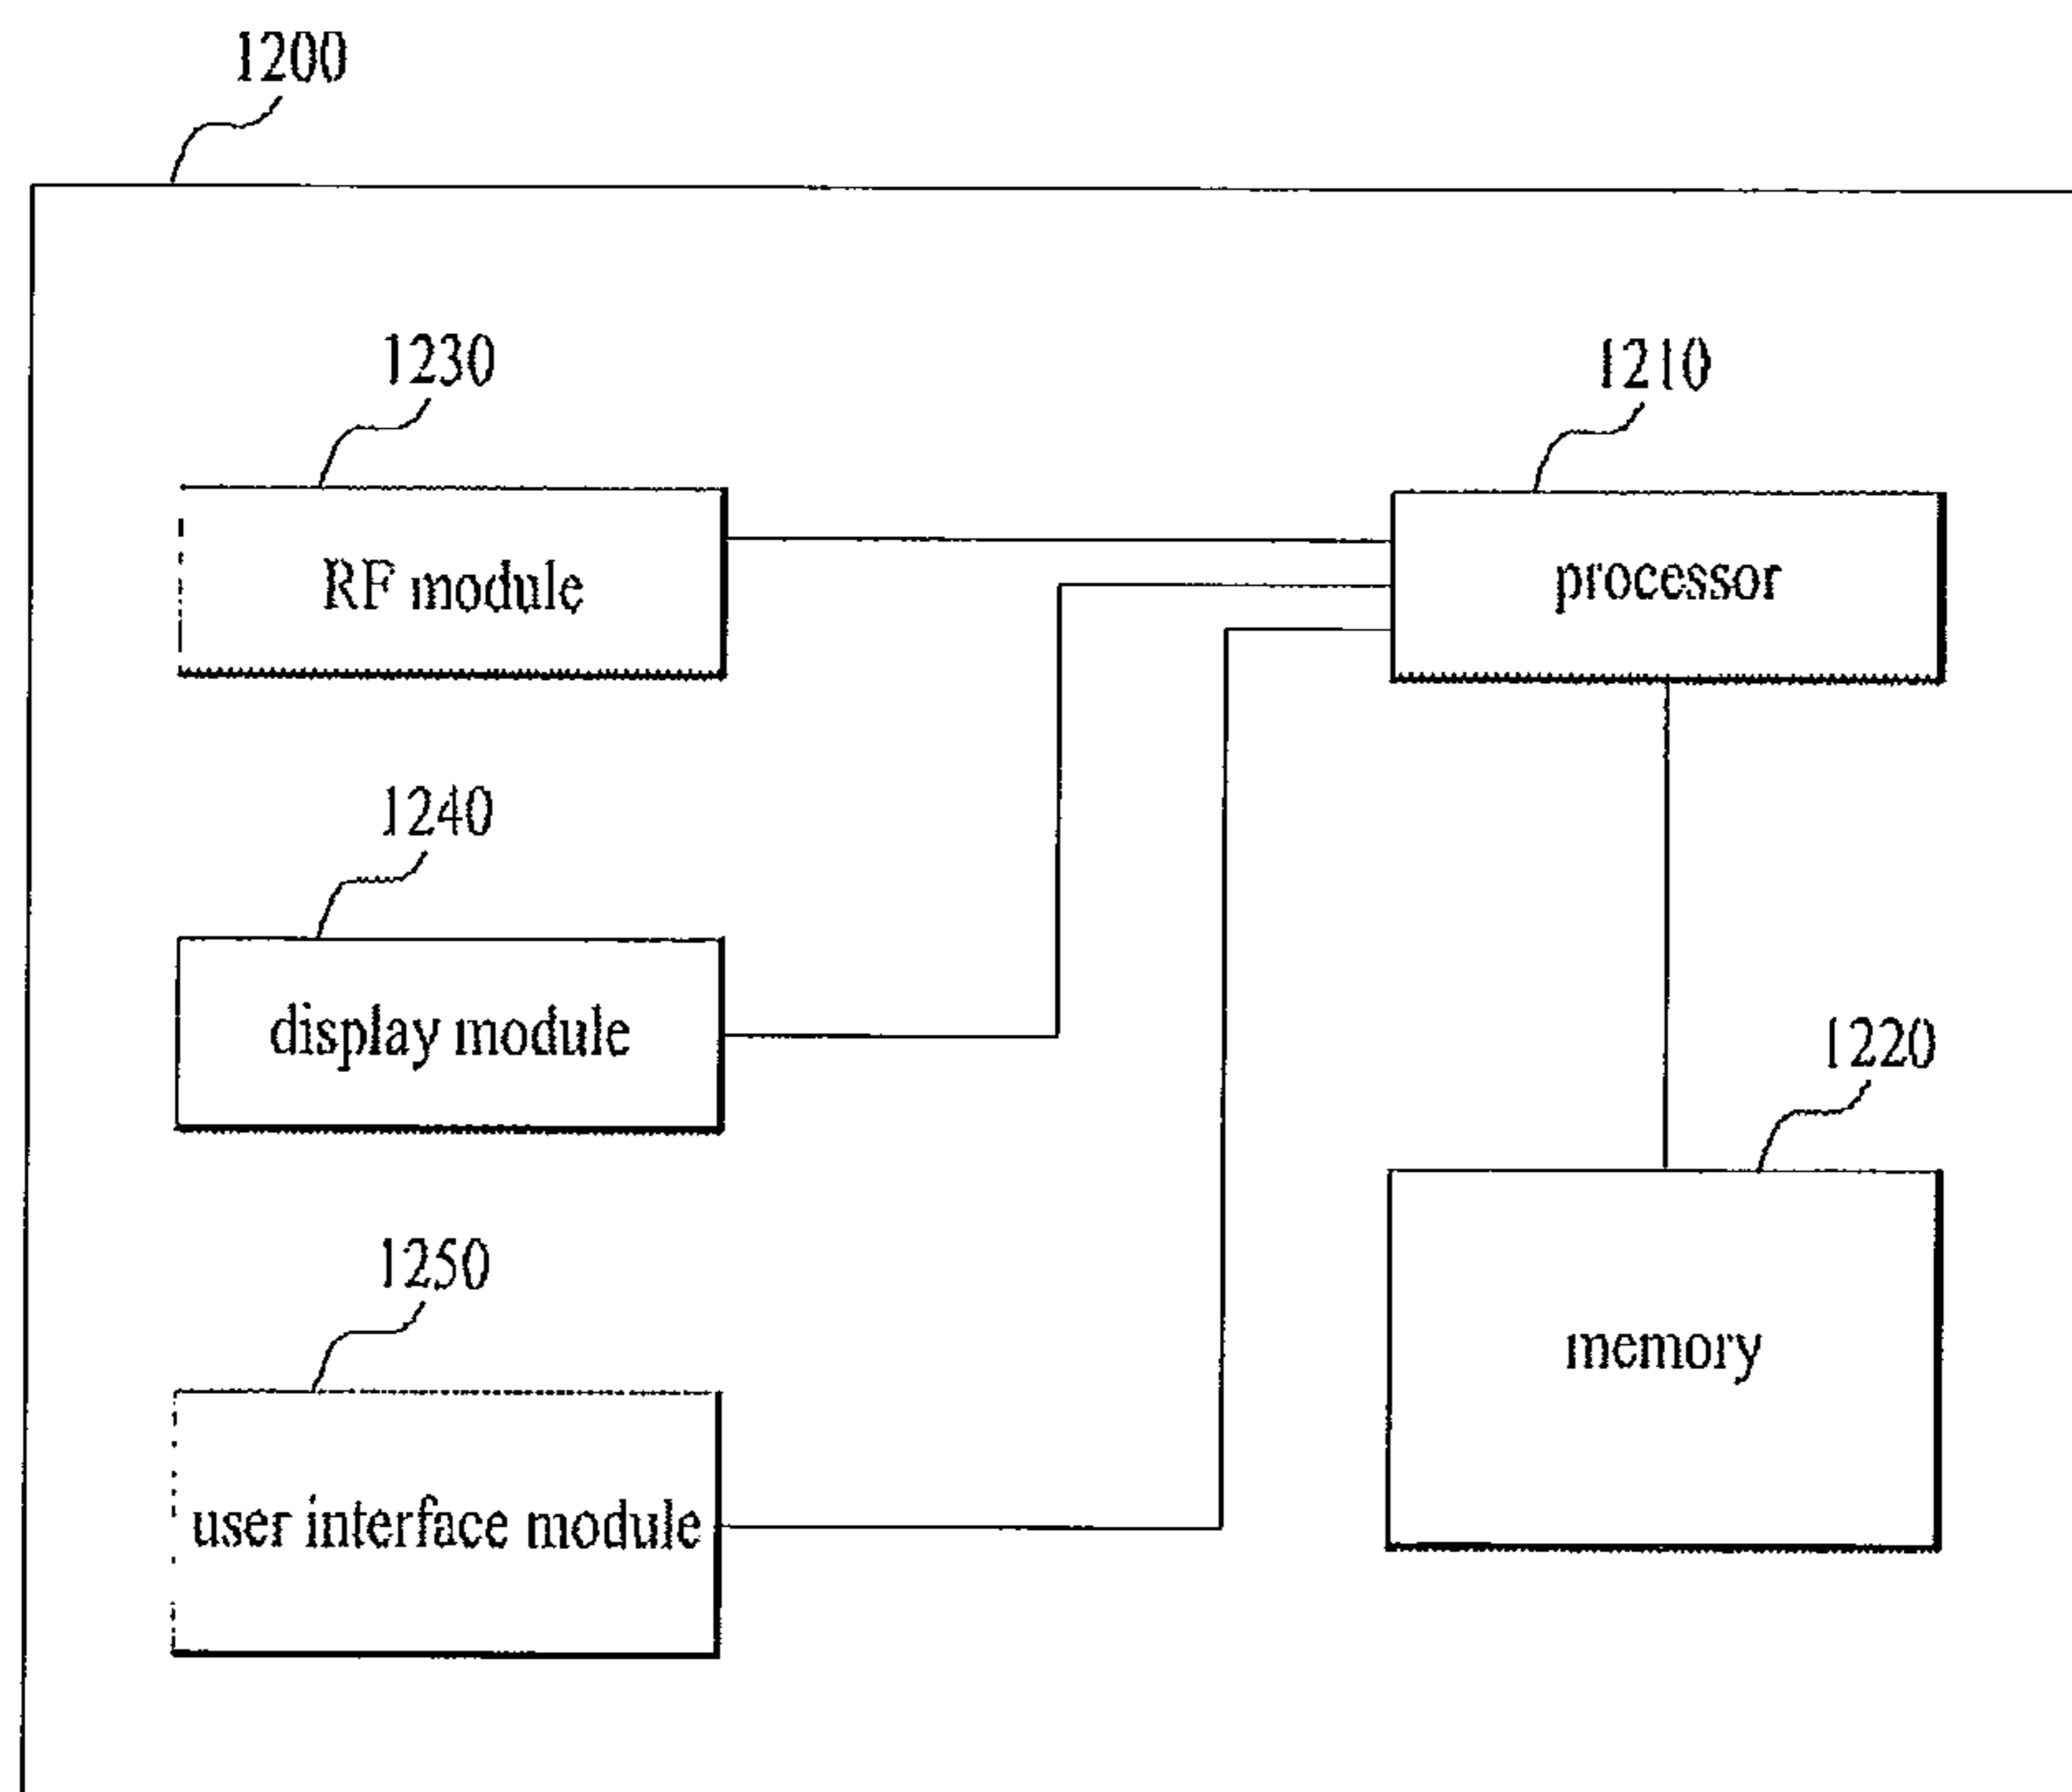 1200
1230
RF module
1210
processor
1240
display module
1220
memory
1250
user interface module